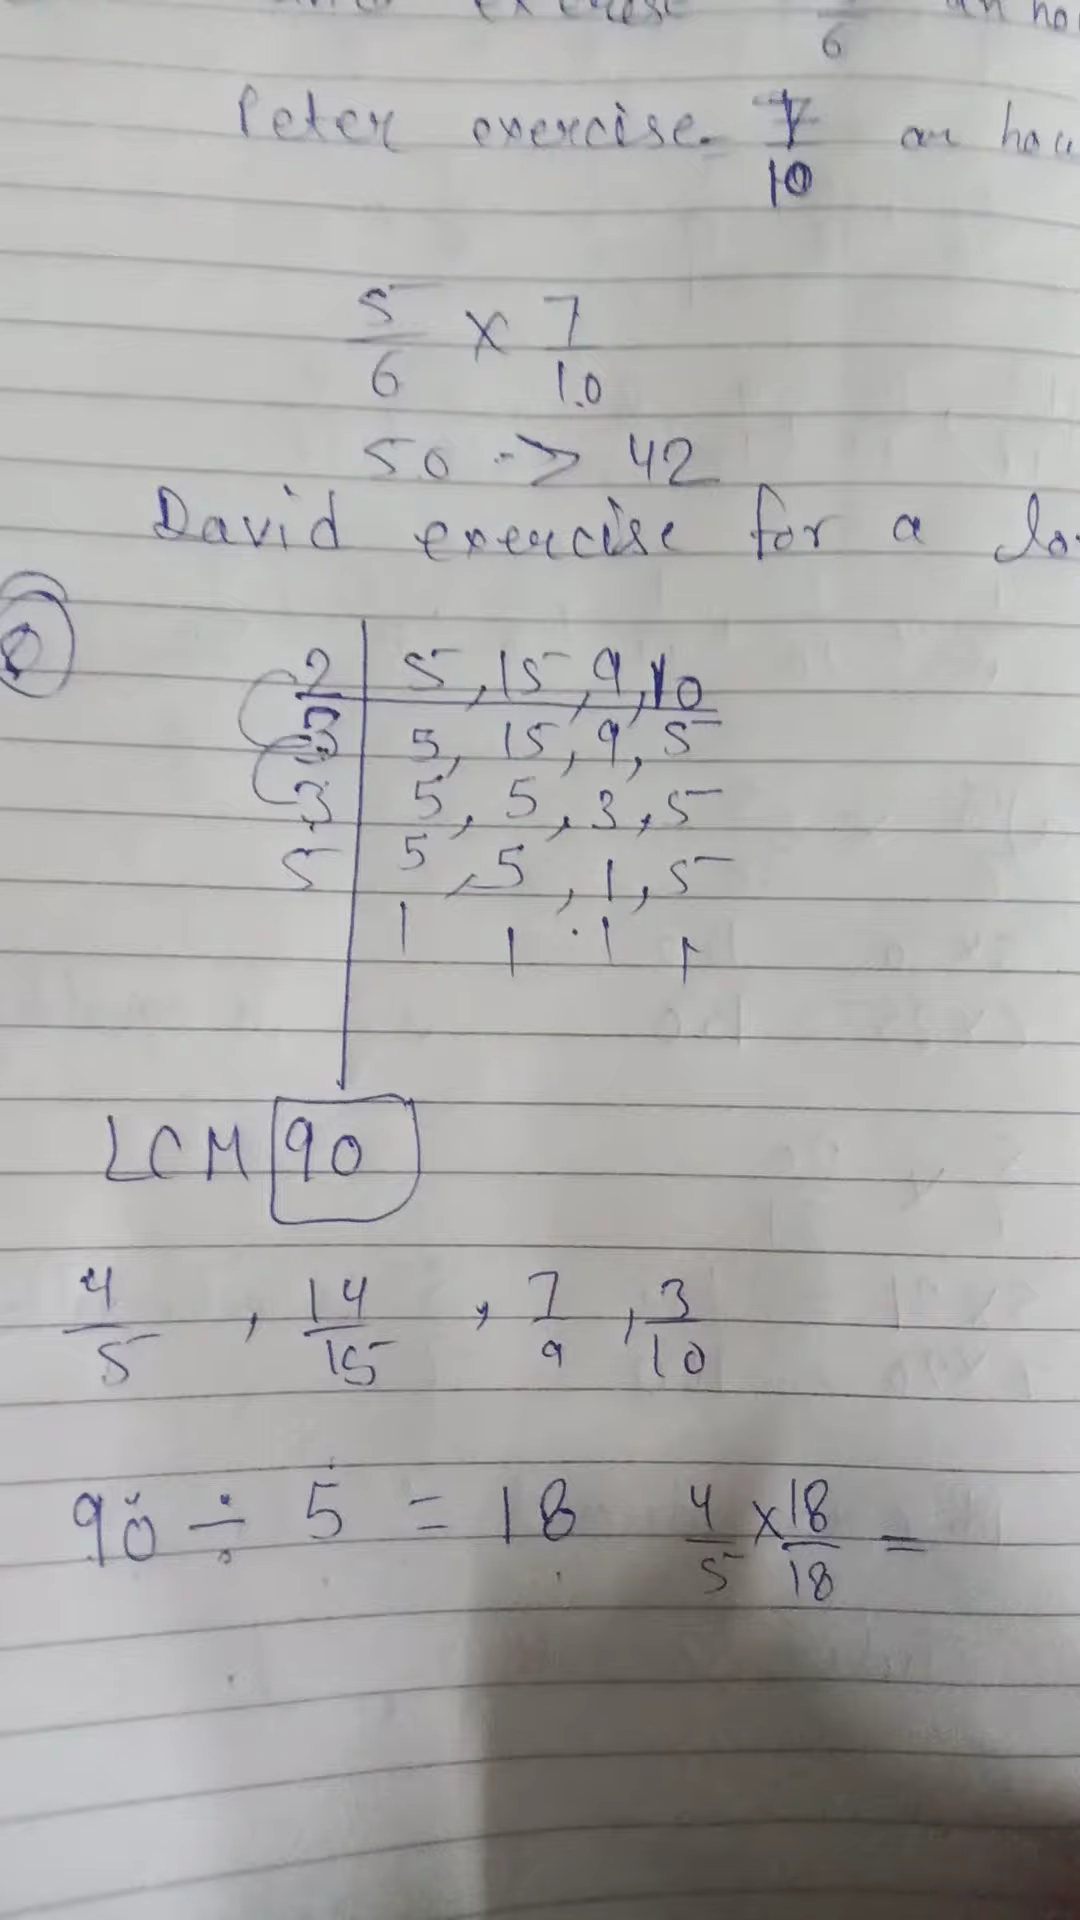 6
Peter exercise 7/10 an hou
5/6 × 7/10
50 -> 42
David exercise for a lo
2 | 5, 15, 9, 10
3 | 5, 15, 9, 5
3 | 5, 5, 3, 5
5 | 5, 5, 1, 5
1 1 1 1
LCM 90
4/5, 14/15, 7/9, 3/10
90 ÷ 5 = 18 4/5 × 18/18 =